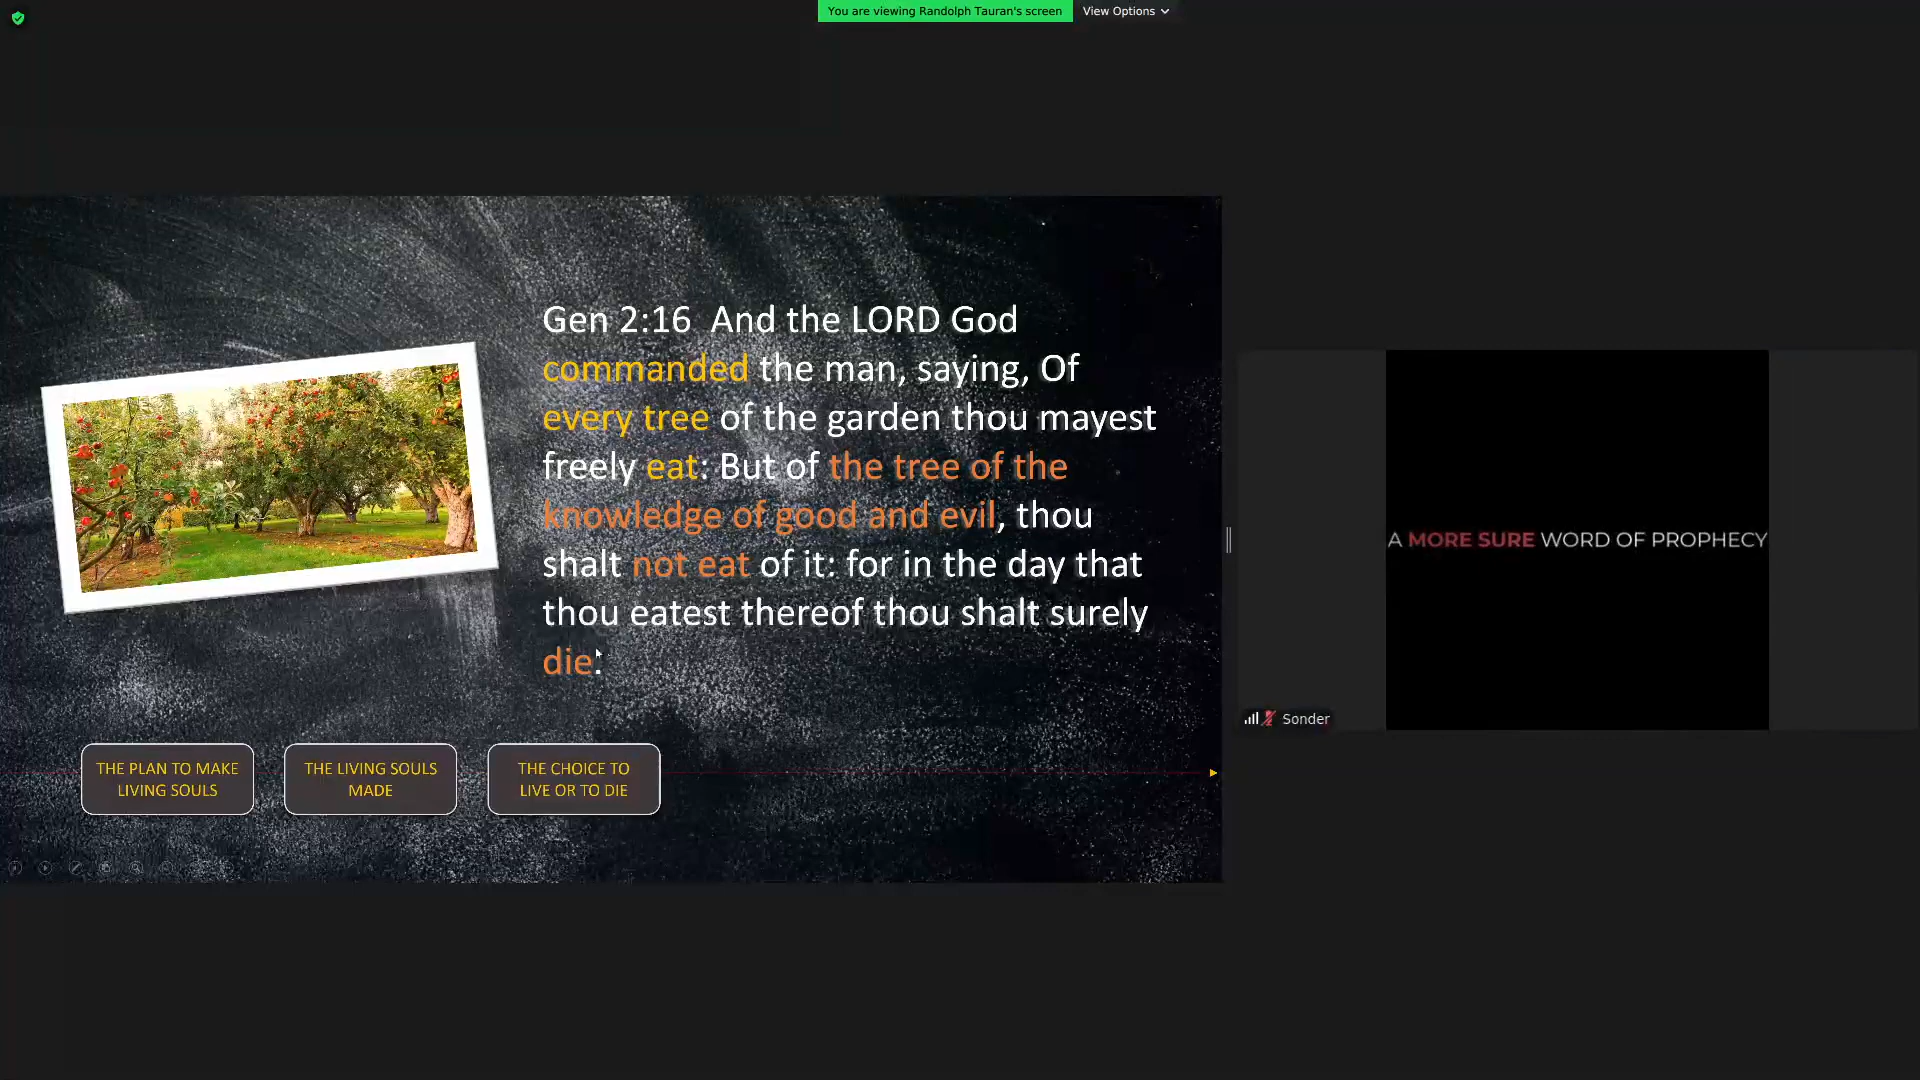 You are viewing Randolph Tauran's screen View Options
Gen 2:16 And the LORD God
commanded the man, saying, Of
every tree of the garden thou mayest
freely eat: But of the tree of the
knowledge of good and evil, thou
shalt not eat of it: for in the day that
thou eatest thereof thou shalt surely
die.
THE PLAN TO MAKE
LIVING SOULS
THE LIVING SOULS
MADE
THE CHOICE TO
LIVE OR TO DIE
A MORE SURE WORD OF PROPHECY
Sonder